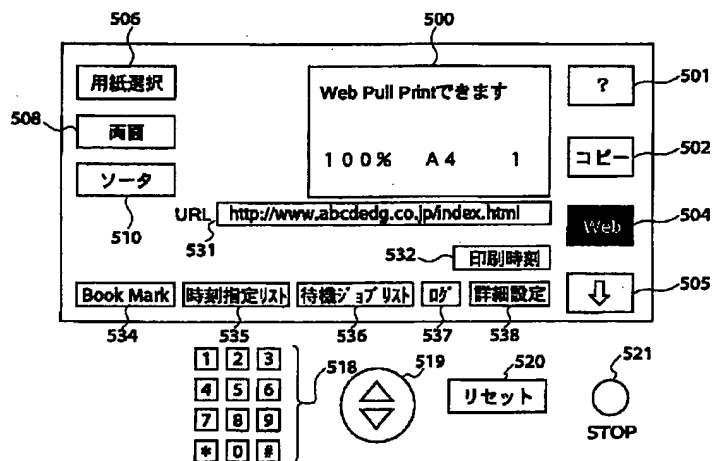 506
500
用紙選択
Web Pull Printできます
?
501
508
両面
100% A4 1
コピー
502
ソータ
510
URL http://www.abcdedg.co.jp/index.html
531
Web
504
532
印刷時刻
505
Book Mark 時刻指定リスト 待機ジョブリスト ログ 詳細設定
534 535 536 537 538
1 2 3
4 5 6
7 8 9
* 0 #
518
519
520
リセット
521
STOP